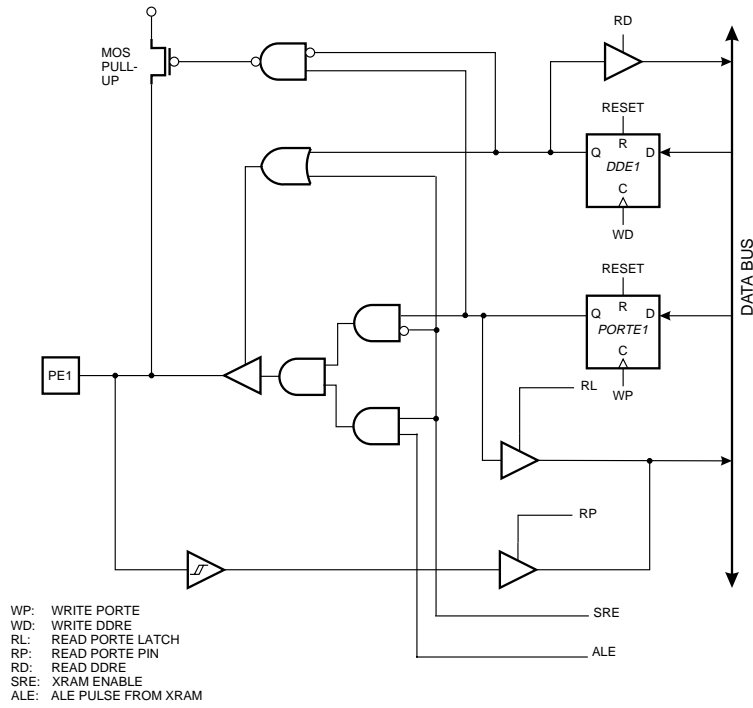 RD
MOS
PULL-
UP
RESET
R
Q
D
DDE1
C
WD
RESET
R
Q
D
PORTE1
C
WP
DATA BUS
PE1
RL
RP
SRE
ALE
WP: WRITE PORTE
WD: WRITE DDRE
RL: READ PORTE LATCH
RP: READ PORTE PIN
RD: READ DDRE
SRE: XRAM ENABLE
ALE: ALE PULSE FROM XRAM